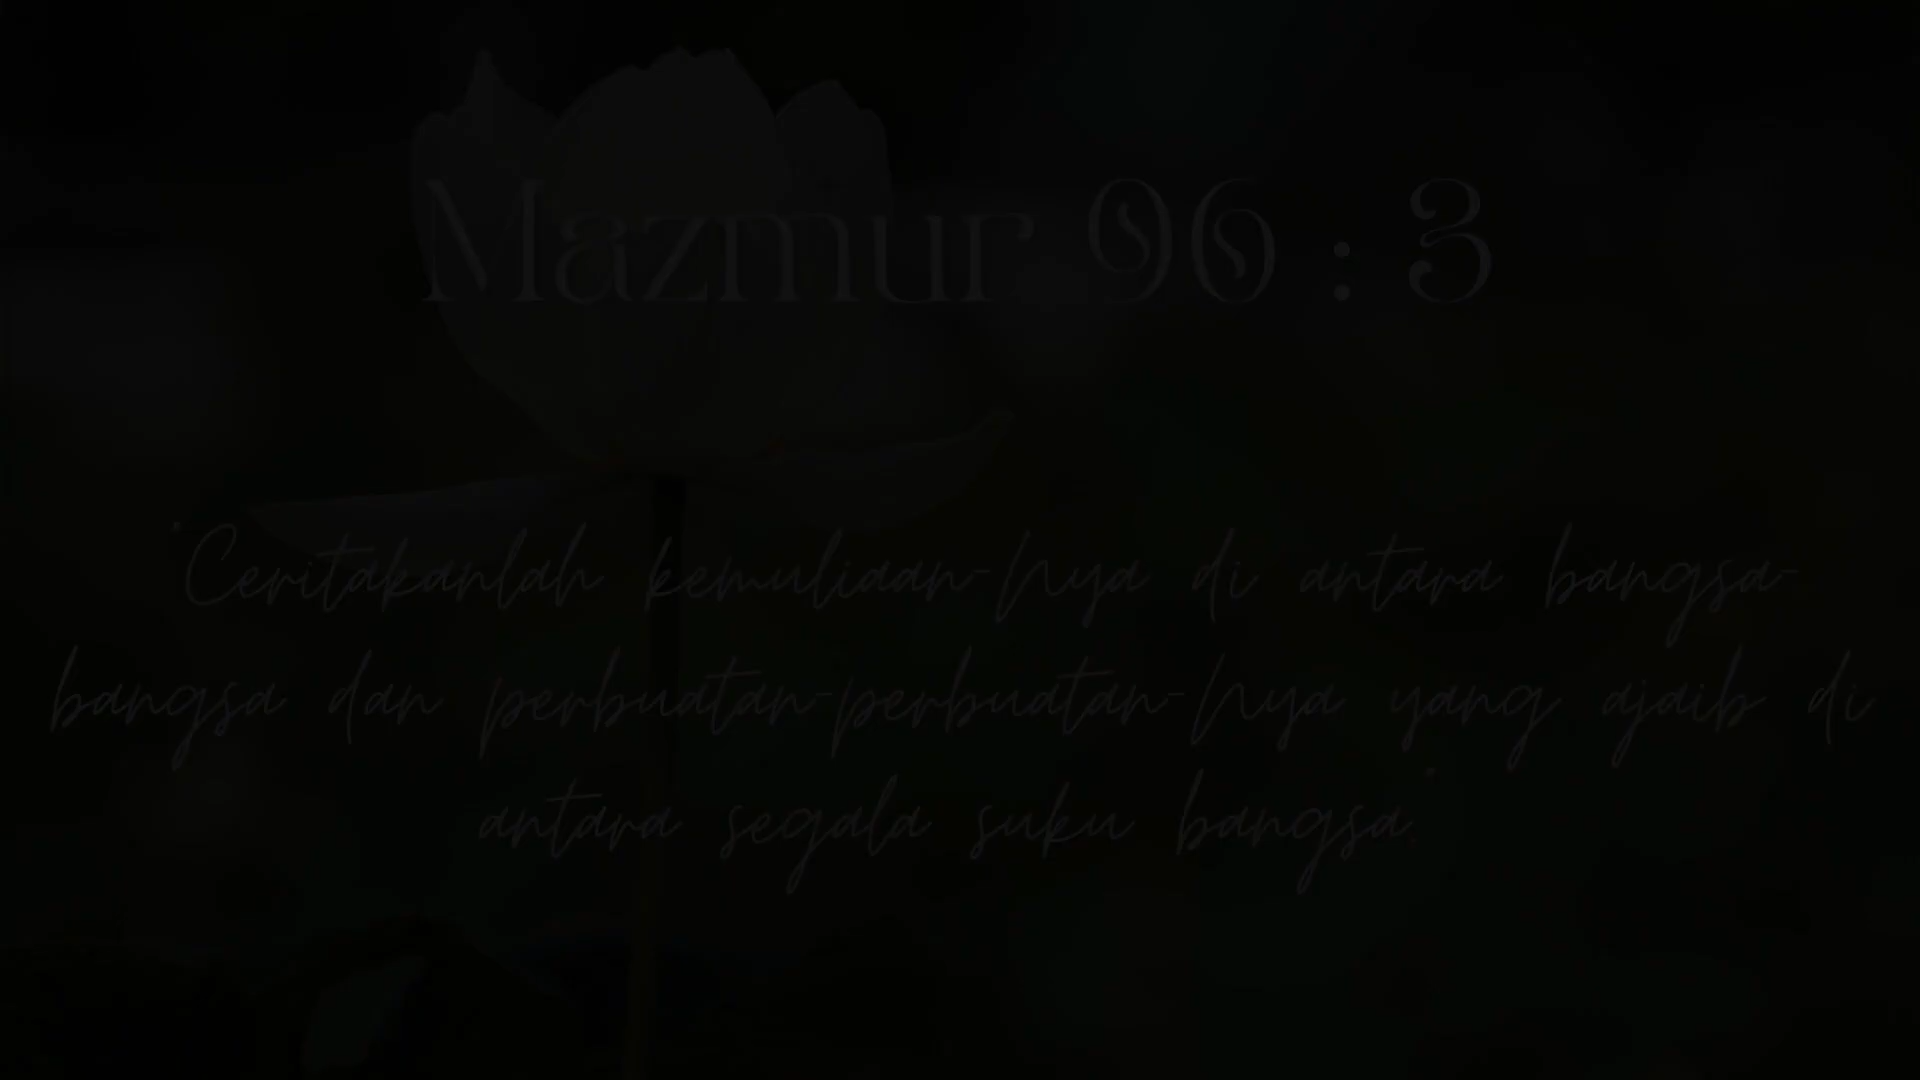 Mazmur 96 : 3
"Ceritakanlah kemuliaan-Nya di antara bangsa-
bangsa dan perbuatan-perbuatan-Nya yang ajaib di
antara segala suku bangsa."